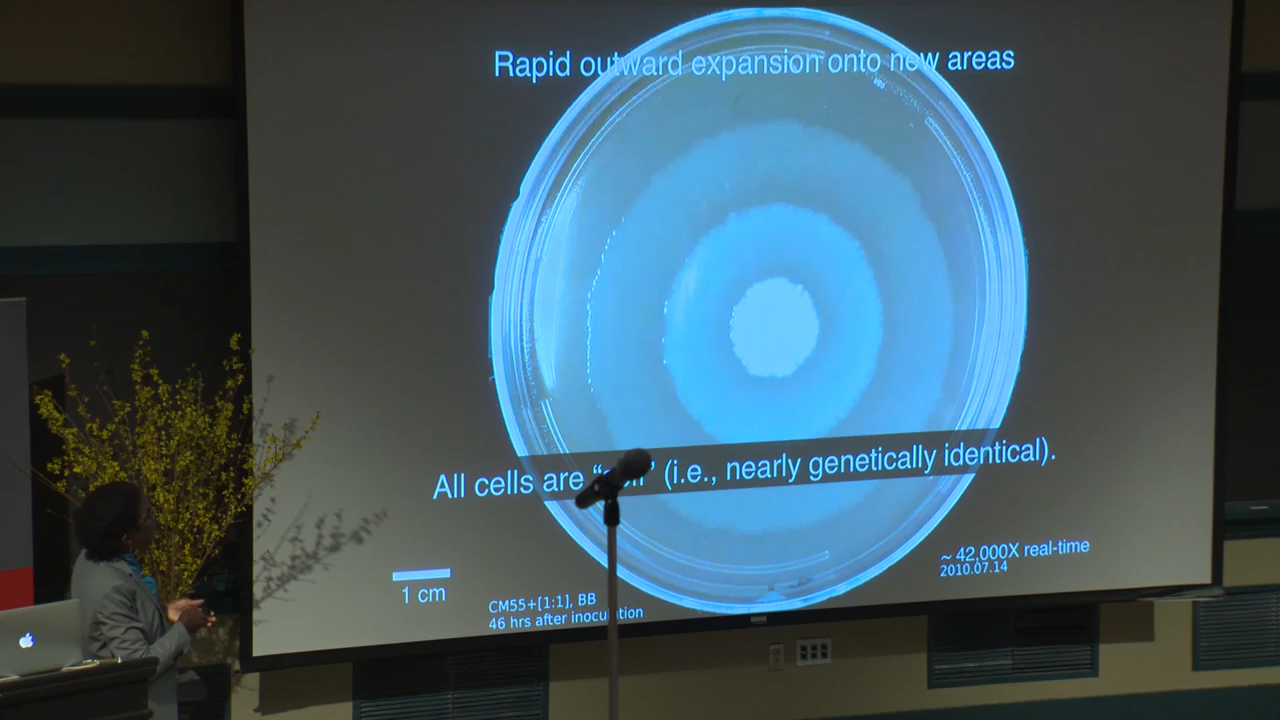 Rapid outward expansion onto new areas
All cells are (i.e., nearly genetically identical).
~ 42,000X real-time
2010.07.14
1 cm
CM55+[1:1], BB
46 hrs after inoculation